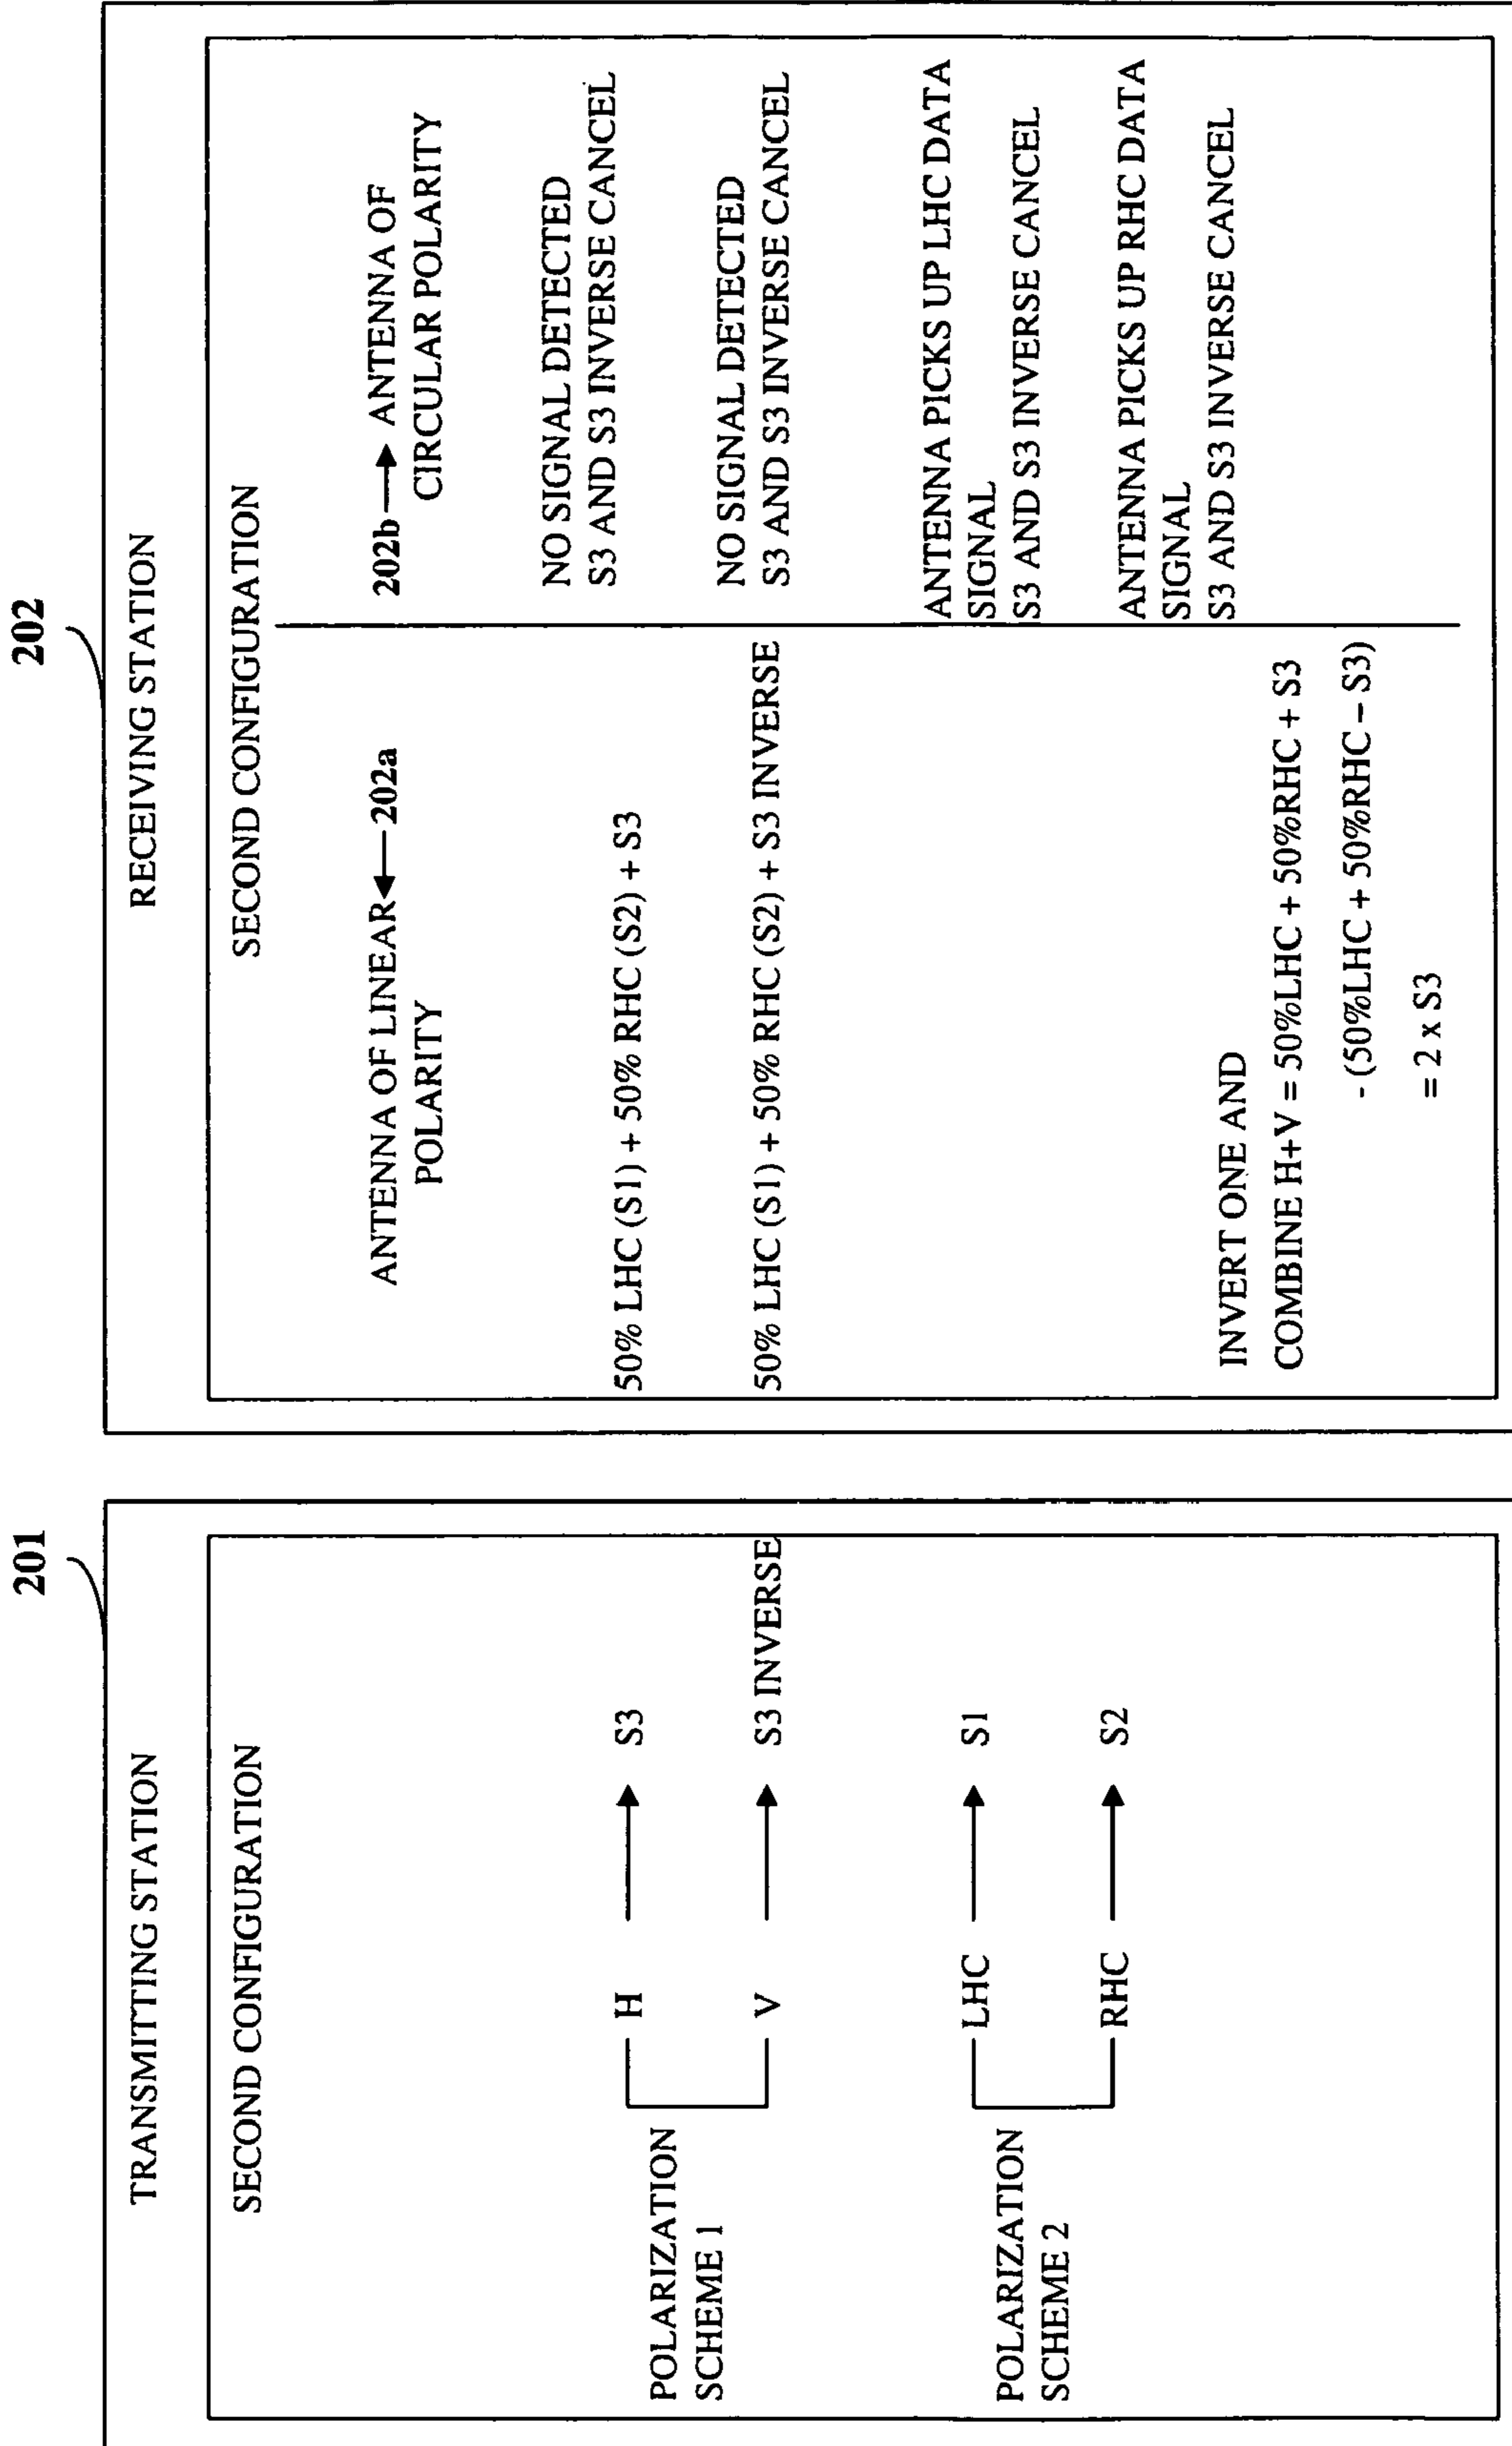 201
TRANSMITTING STATION
SECOND CONFIGURATION
POLARIZATION
SCHEME 1
H
S3
V
S3 INVERSE
POLARIZATION
SCHEME 2
LHC
S1
RHC
S2
202
RECEIVING STATION
SECOND CONFIGURATION
ANTENNA OF LINEAR
POLARITY
202a
50% LHC (S1) + 50% RHC (S2) + S3
50% LHC (S1) + 50% RHC (S2) + S3 INVERSE
INVERT ONE AND
COMBINE H+V = 50%LHC + 50%RHC + S3
- (50%LHC + 50%RHC – S3)
= 2 x S3
202b
ANTENNA OF
CIRCULAR POLARITY
NO SIGNAL DETECTED
S3 AND S3 INVERSE CANCEL
NO SIGNAL DETECTED
S3 AND S3 INVERSE CANCEL
ANTENNA PICKS UP LHC DATA
SIGNAL
S3 AND S3 INVERSE CANCEL
ANTENNA PICKS UP RHC DATA
SIGNAL
S3 AND S3 INVERSE CANCEL